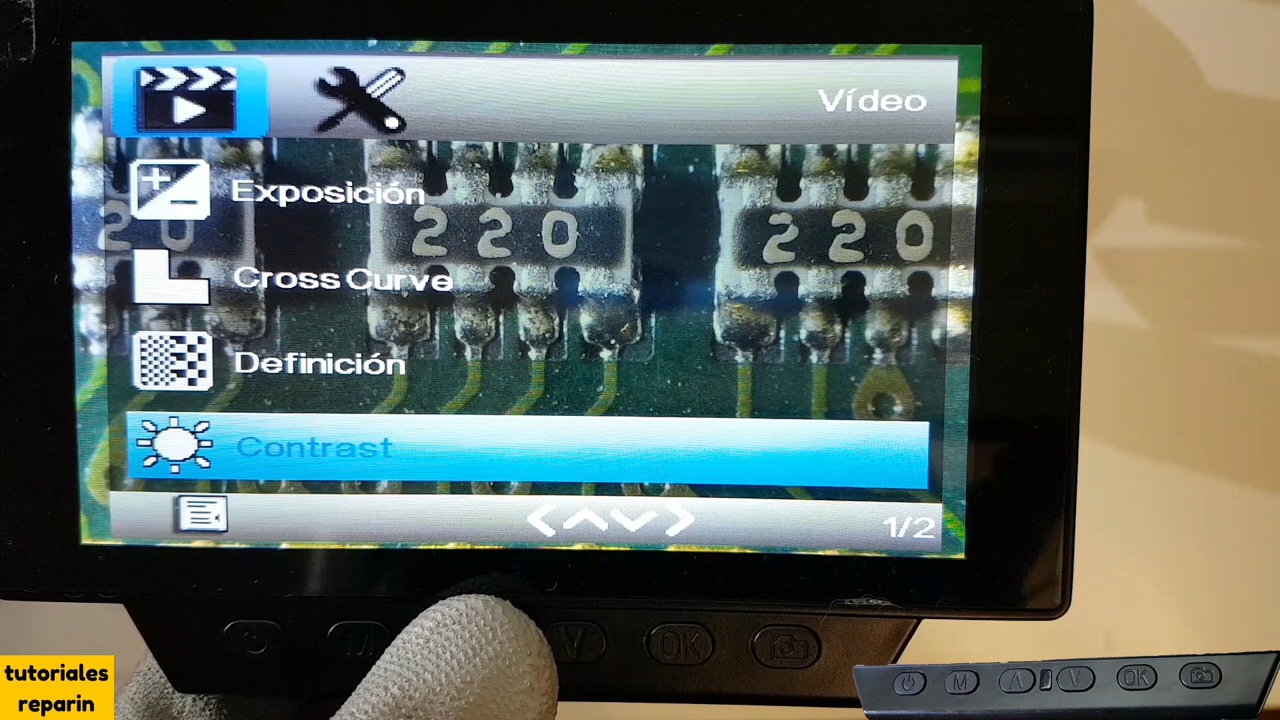 Vídeo
Exposición
220
220
Cross Curve
Definición
Contrast
1/2
M
V
OK
tutoriales
reparin
M
V
OK